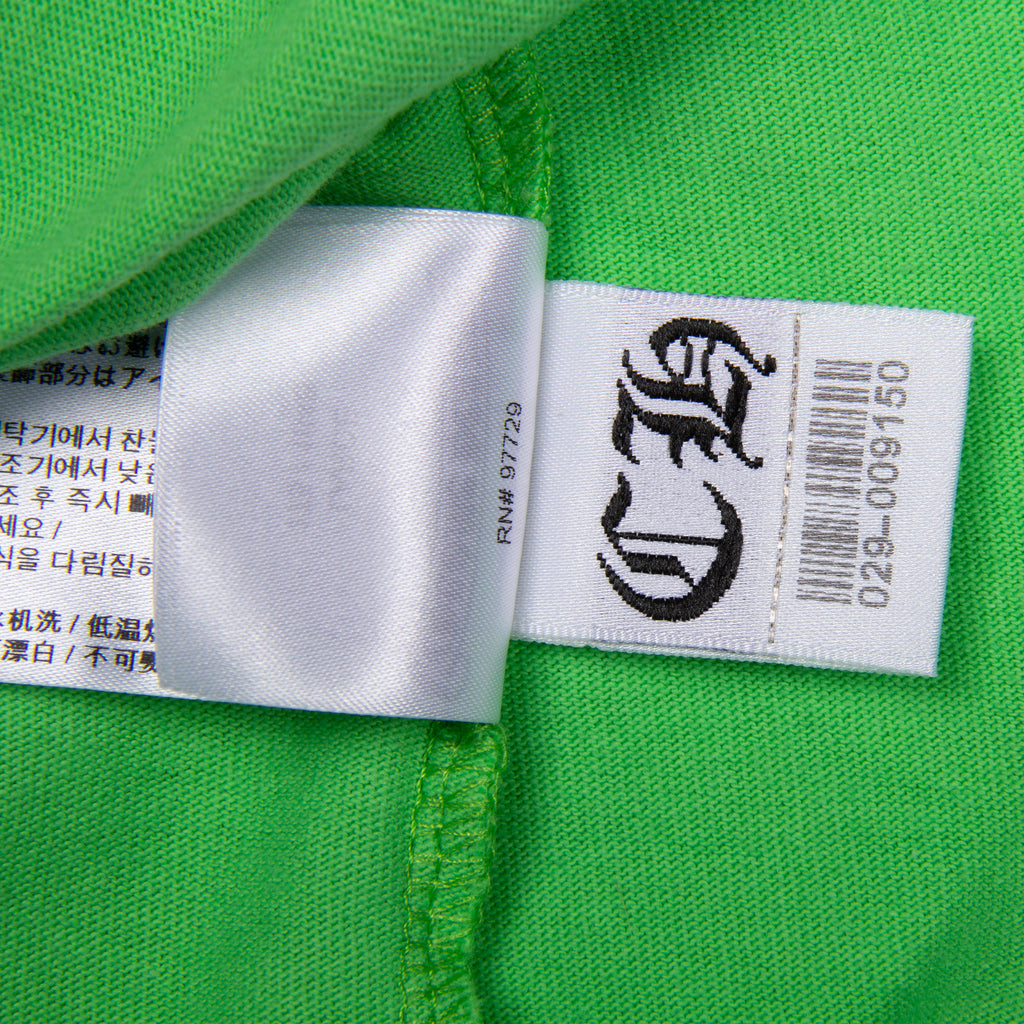 部分はア
탁기에서 찬
조기에서 낮은
조 후 즉시 빼
세요 /
식을 다림질하
机洗 / 低温
漂白 / 不可
RN# 97729
CH
029-009150